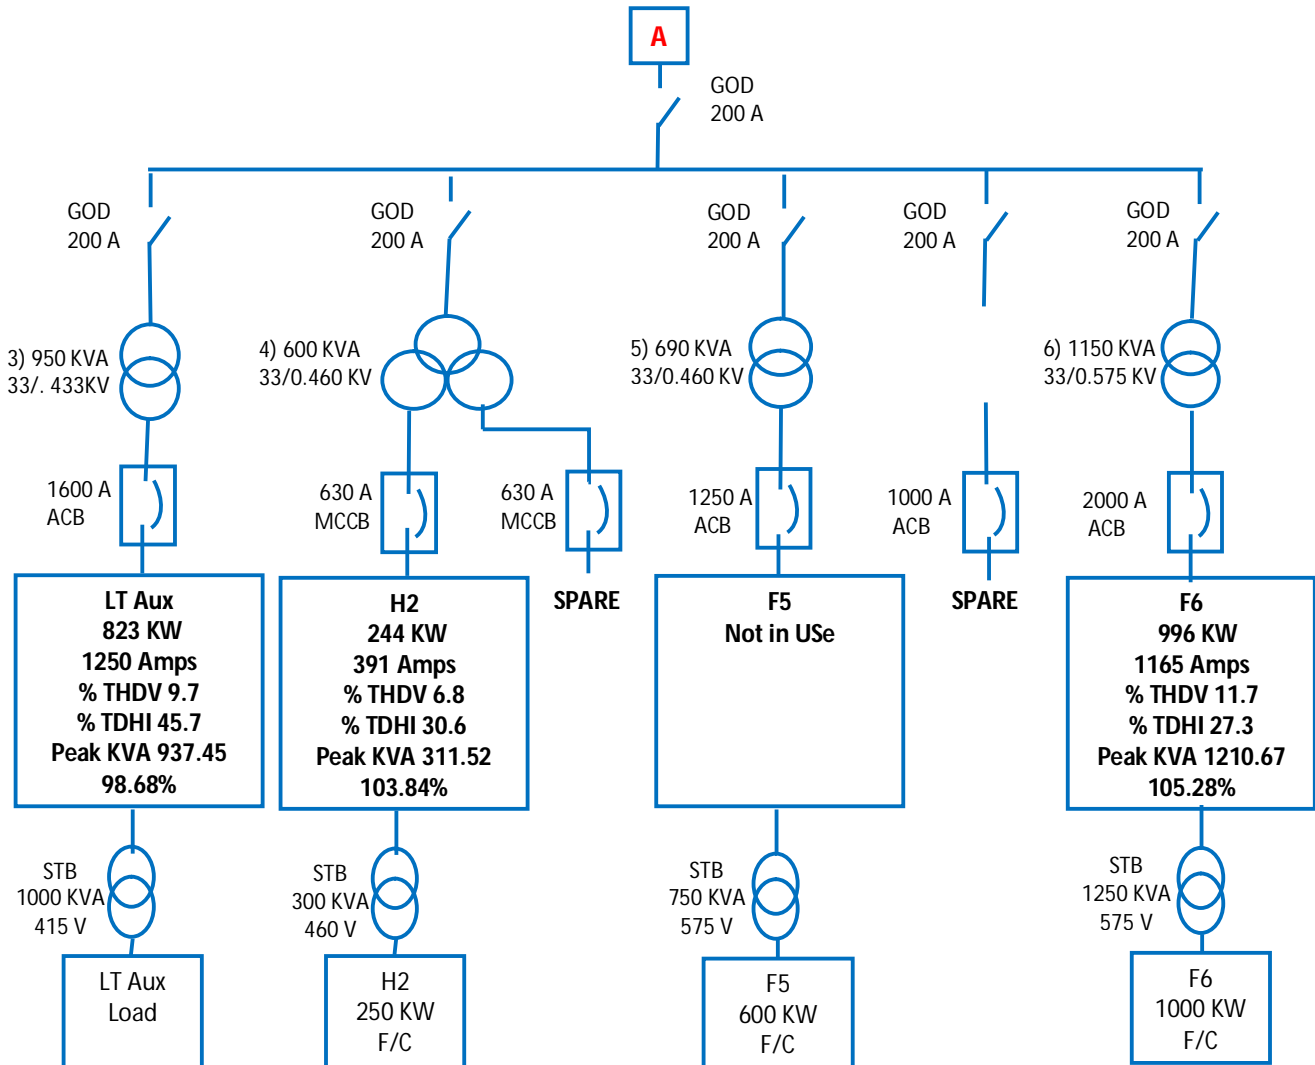 A
GOD
200 A
GOD
200 A
GOD
200 A
GOD
200 A
GOD
200 A
GOD
200 A
3) 950 KVA
33/. 433KV
4) 600 KVA
33/0.460 KV
5) 690 KVA
33/0.460 KV
6) 1150 KVA
33/0.575 KV
1600 A
ACB
630 A
MCCB
630 A
MCCB
1250 A
ACB
1000 A
ACB
2000 A
ACB
LT Aux
823 KW
1250 Amps
% THDV 9.7
% TDHI 45.7
Peak KVA 937.45
98.68%
H2
244 KW
391 Amps
% THDV 6.8
% TDHI 30.6
Peak KVA 311.52
103.84%
SPARE
F5
Not in USe
SPARE
F6
996 KW
1165 Amps
% THDV 11.7
% TDHI 27.3
Peak KVA 1210.67
105.28%
STB
1000 KVA
415 V
STB
300 KVA
460 V
STB
750 KVA
575 V
STB
1250 KVA
575 V
LT Aux
Load
H2
250 KW
F/C
F5
600 KW
F/C
F6
1000 KW
F/C